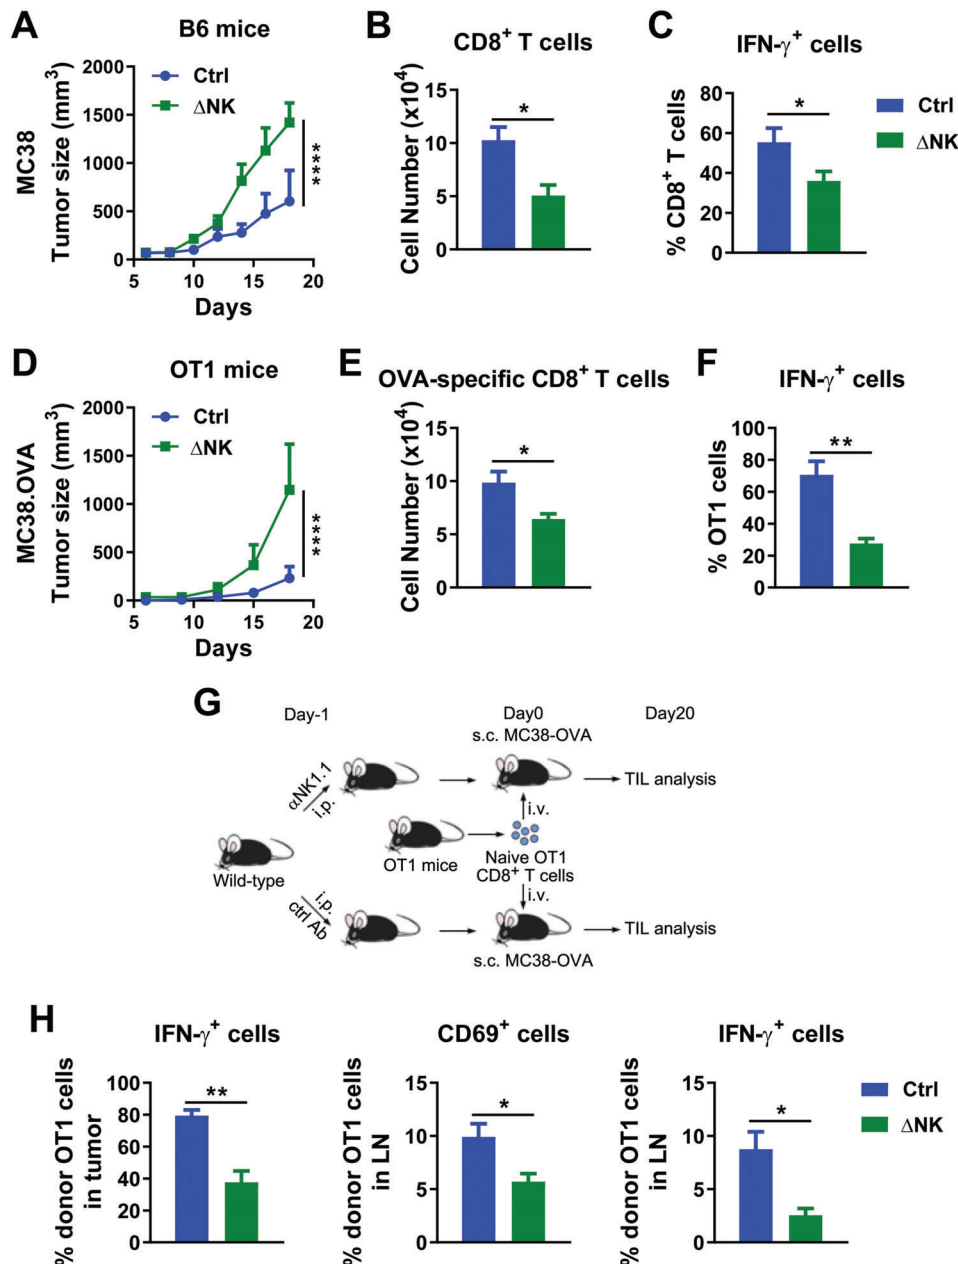 A
B6 mice
MC38
Tumor size (mm³)
2000
1500
1000
500
0
Ctrl
ΔNK
****
5 10 15 20
Days
B
CD8⁺ T cells
Cell Number (x10⁴)
15
10
5
0
*
C
IFN-γ⁺ cells
% CD8⁺ T cells
80
60
40
20
0
*
Ctrl
ΔNK
D
OT1 mice
MC38.OVA
Tumor size (mm³)
2000
1500
1000
500
0
Ctrl
ΔNK
****
5 10 15 20
Days
E
OVA-specific CD8⁺ T cells
Cell Number (x10⁴)
15
10
5
0
*
F
IFN-γ⁺ cells
% OT1 cells
100
80
60
40
20
0
**
G
Day-1 Day0 Day20
s.c. MC38-OVA
αNK1.1
i.p.
TIL analysis
i.v.
Wild-type
OT1 mice
Naive OT1
CD8⁺ T cells
i.p.
ctrl Ab
i.v.
TIL analysis
s.c. MC38-OVA
H
IFN-γ⁺ cells
% donor OT1 cells
in tumor
100
80
60
40
20
0
**
CD69⁺ cells
% donor OT1 cells
in LN
15
10
5
0
*
IFN-γ⁺ cells
% donor OT1 cells
in LN
15
10
5
0
*
Ctrl
ΔNK